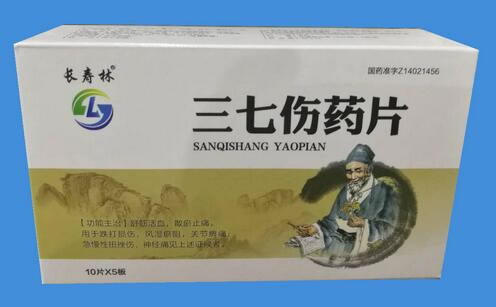 长寿林®
国药准字Z14021456
三七伤药片
SANQISHANG YAOPIAN
【功能主治】舒筋活血，散瘀止痛，
用于跌打损伤，风湿瘀阻，关节痹痛，
急慢性扭挫伤、神经痛见上述证候者。
10片X5板